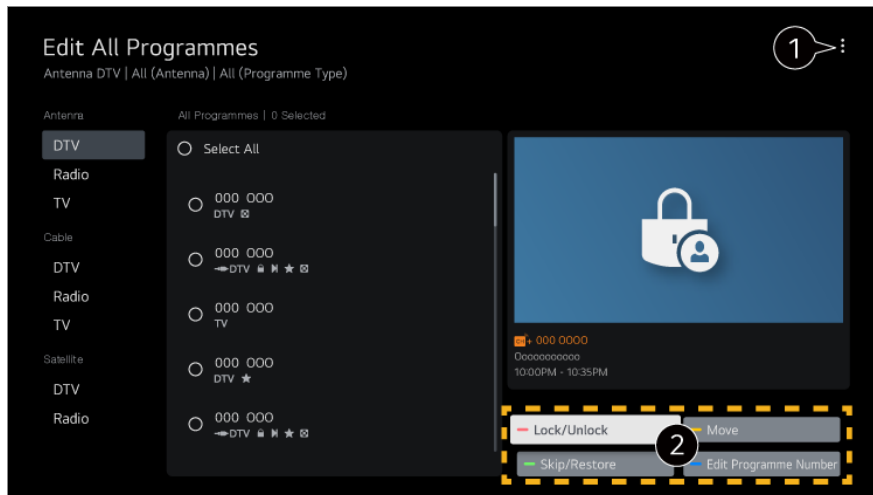 Edit All Programmes
Antenna DTV | All (Antenna) | All (Programme Type)
1
Antenna
DTV
Radio
TV
Cable
DTV
Radio
TV
Satellite
DTV
Radio
All Programmes | 0 Selected
Select All
000 000
DTV
000 000
DTV
000 000
TV
000 000
DTV
000 000
DTV
CH+ 000 0000
Ooooooooooo
10:00PM - 10:35PM
Lock/Unlock
Move
2
Skip/Restore
Edit Programme Number